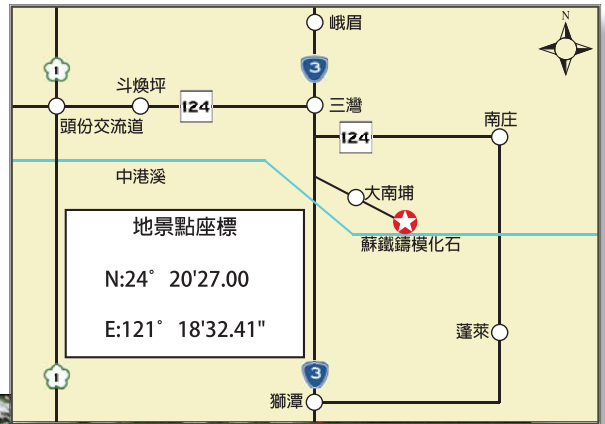 N
峨眉
1
3
斗煥坪
124
三灣
頭份交流道
124
南庄
中港溪
大南埔
蘇鐵鑄模化石
地景點座標
N:24° 20'27.00
E:121° 18'32.41"
蓬萊
1
3
獅潭